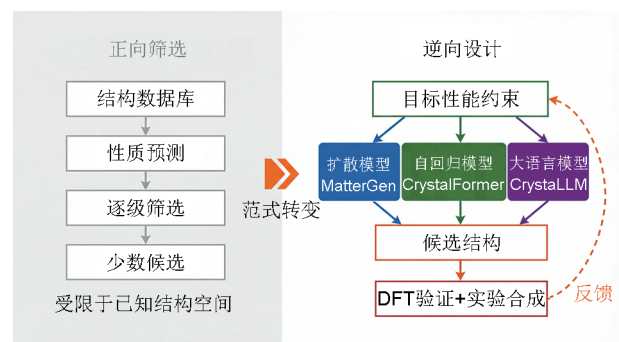 正向筛选
结构数据库
性质预测
逐级筛选
少数候选
受限于已知结构空间
范式转变
逆向设计
目标性能约束
扩散模型
MatterGen
自回归模型
CrystalFormer
大语言模型
CrystaLLM
候选结构
DFT验证+实验合成
反馈